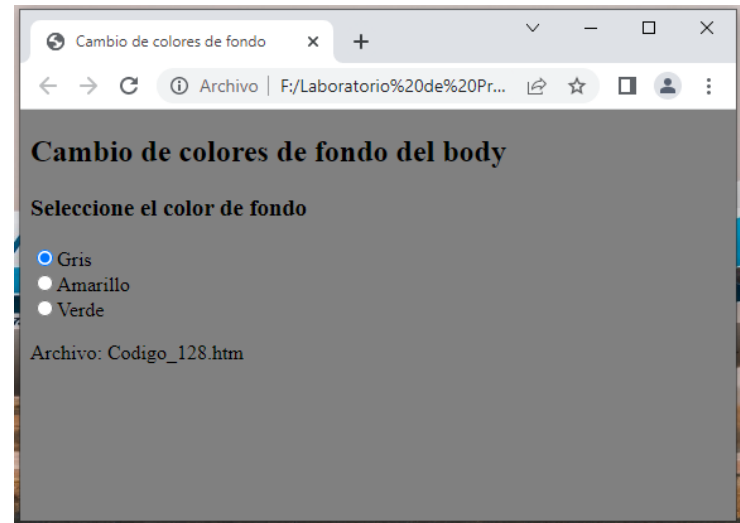 Cambio de colores de fondo
Archivo | F:/Laboratorio%20de%20Pr...
Cambio de colores de fondo del body
Seleccione el color de fondo
Gris
Amarillo
Verde
Archivo: Codigo_128.htm